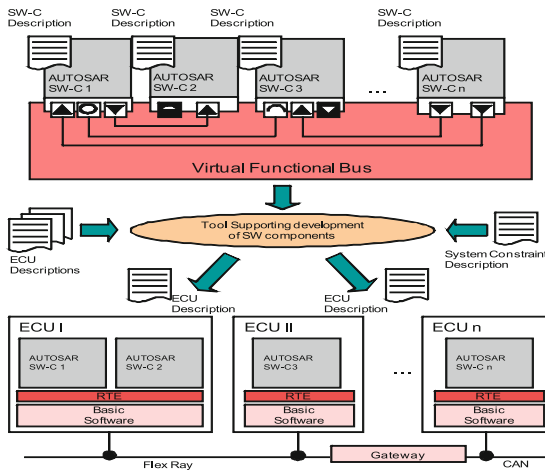 SW-C
Description
SW-C
Description
SW-C
Description
SW-C
Description
AUTOSAR
SW-C 1
AUTOSAR
SW-C 2
AUTOSAR
SW-C 3
...
AUTOSAR
SW-C n
Virtual Functional Bus
Tool Supporting development
of SW components
ECU
Descriptions
System Constraint
Description
ECU
Description
ECU
Description
ECU I
ECU II
ECU n
AUTOSAR
SW-C 1
AUTOSAR
SW-C 2
AUTOSAR
SW-C3
...
AUTOSAR
SW-C n
RTE
RTE
RTE
Basic
Software
Basic
Software
Basic
Software
Flex Ray
Gateway
CAN